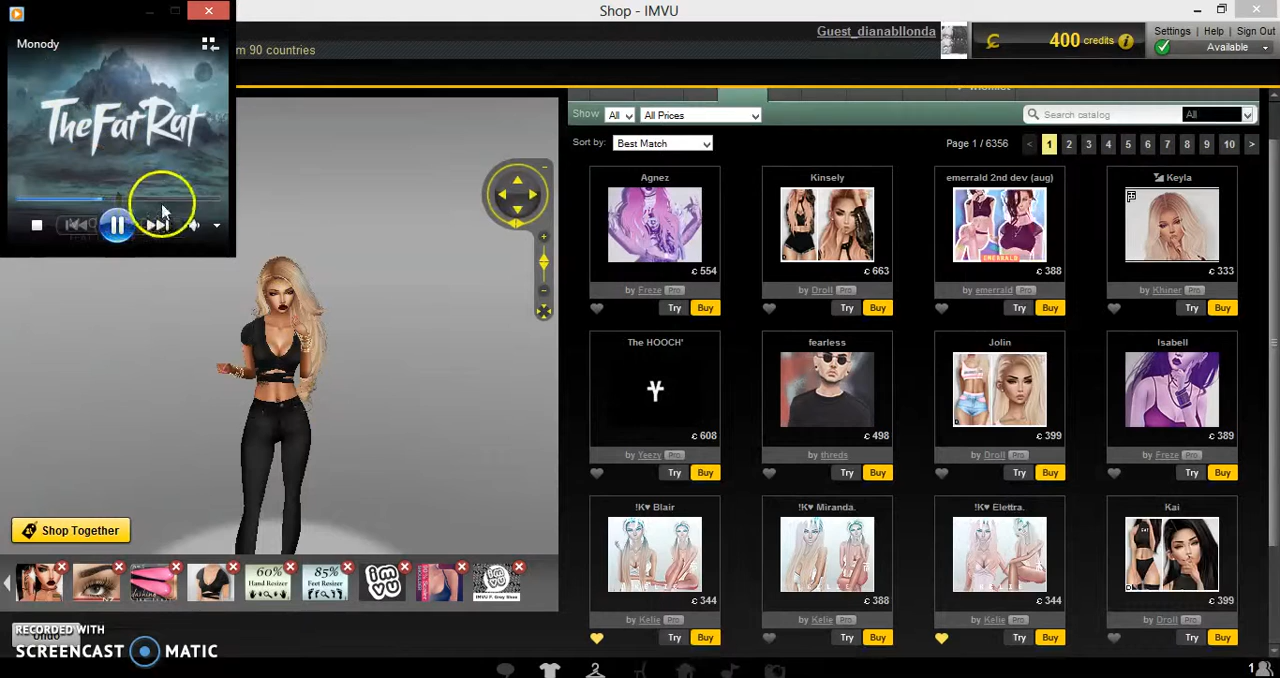 Shop - IMVU
Monody
TheFatRat
m 90 countries
Guest_dianabllonda
400 credits
Settings | Help | Sign Out
Available
Show All All Prices
Search catalog All
Sort by: Best Match
Page 1 / 6356 < 1 2 3 4 5 6 7 8 9 10 >
Agnez
Kinsely
emerrald 2nd dev (aug)
Keyla
EMERALD
554
663
388
333
by Freze Pro
by Droll Pro
by emerrald Pro
by Khiner Pro
Try Buy
Try Buy
Try Buy
Try Buy
The HOOCH'
fearless
Jolin
Isabell
608
498
399
389
by Yeezy Pro
by threds
by Droll Pro
by Freze Pro
Try Buy
Try Buy
Try Buy
Try Buy
!K♥ Blair
!K♥ Miranda.
!K♥ Elettra.
Kai
344
388
344
399
by Kelie Pro
by Kelie Pro
by Kelie Pro
by Droll Pro
Try Buy
Try Buy
Try Buy
Try Buy
Shop Together
60%
Hand Resizer
85%
Feet Resizer
imvu
Undo
RECORDED WITH
SCREENCAST MATIC
1